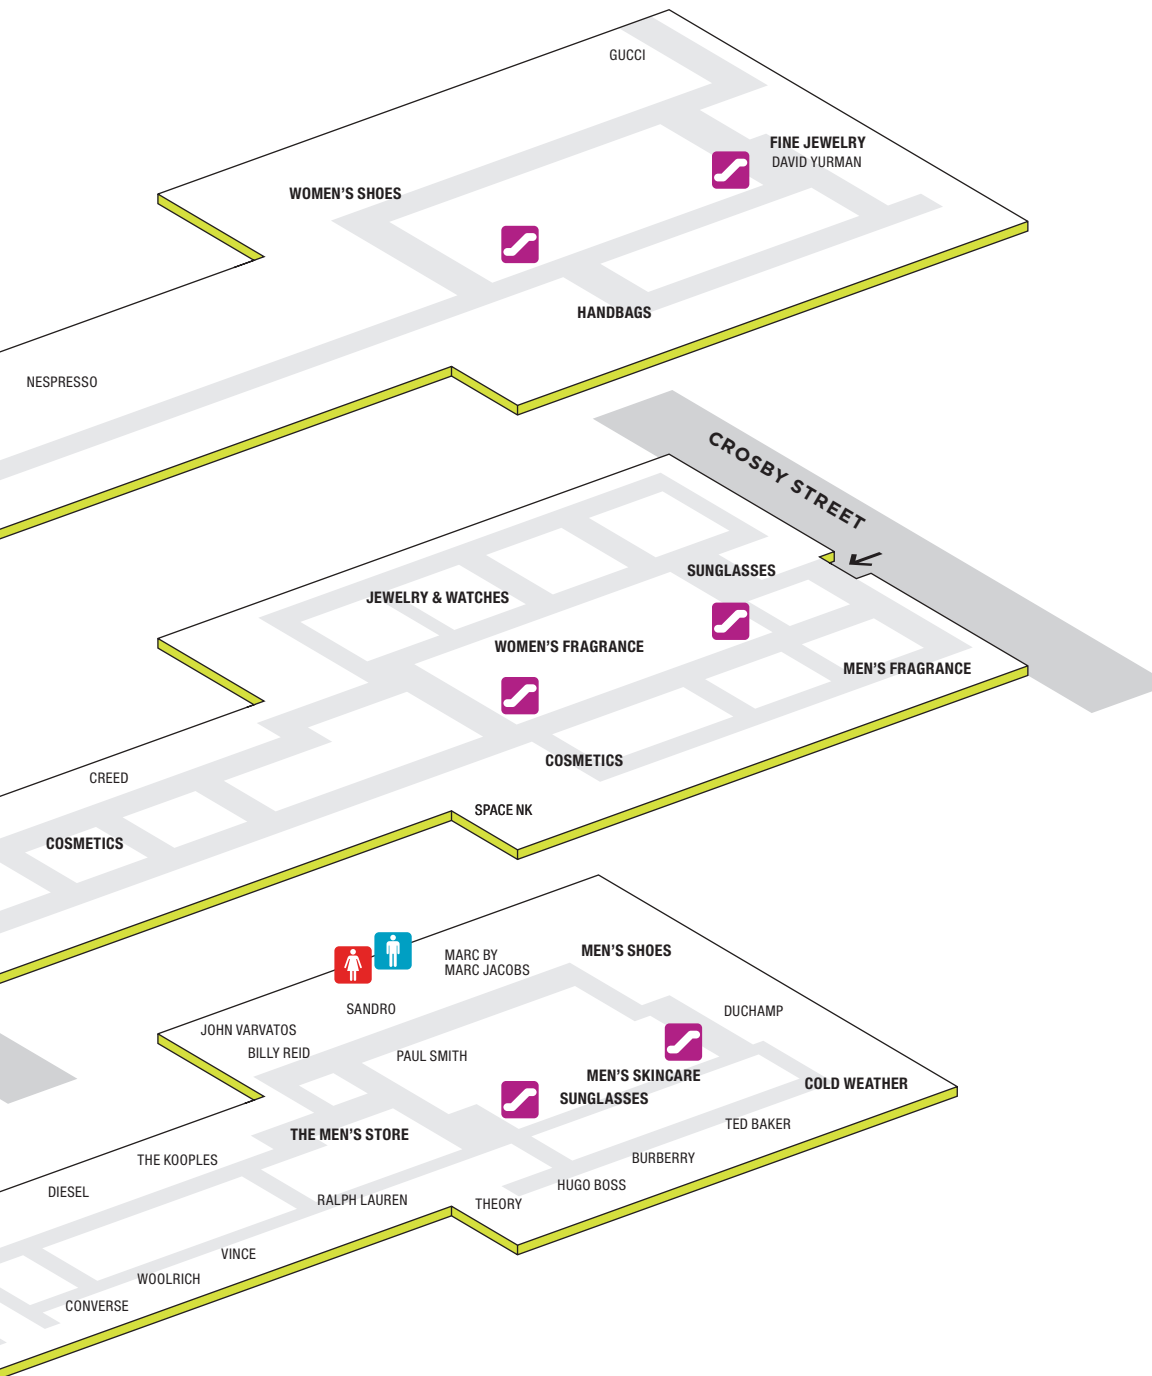 GUCCI
FINE JEWELRY
DAVID YURMAN
WOMEN'S SHOES
HANDBAGS
NESPRESSO
CROSBY STREET
SUNGLASSES
JEWELRY & WATCHES
WOMEN'S FRAGRANCE
MEN'S FRAGRANCE
COSMETICS
CREED
SPACE NK
COSMETICS
MEN'S SHOES
MARC BY
MARC JACOBS
SANDRO
DUCHAMP
JOHN VARVATOS
BILLY REID
PAUL SMITH
MEN'S SKINCARE
COLD WEATHER
SUNGLASSES
TED BAKER
THE MEN'S STORE
BURBERRY
THE KOOPLES
HUGO BOSS
DIESEL
RALPH LAUREN
THEORY
VINCE
WOOLRICH
CONVERSE